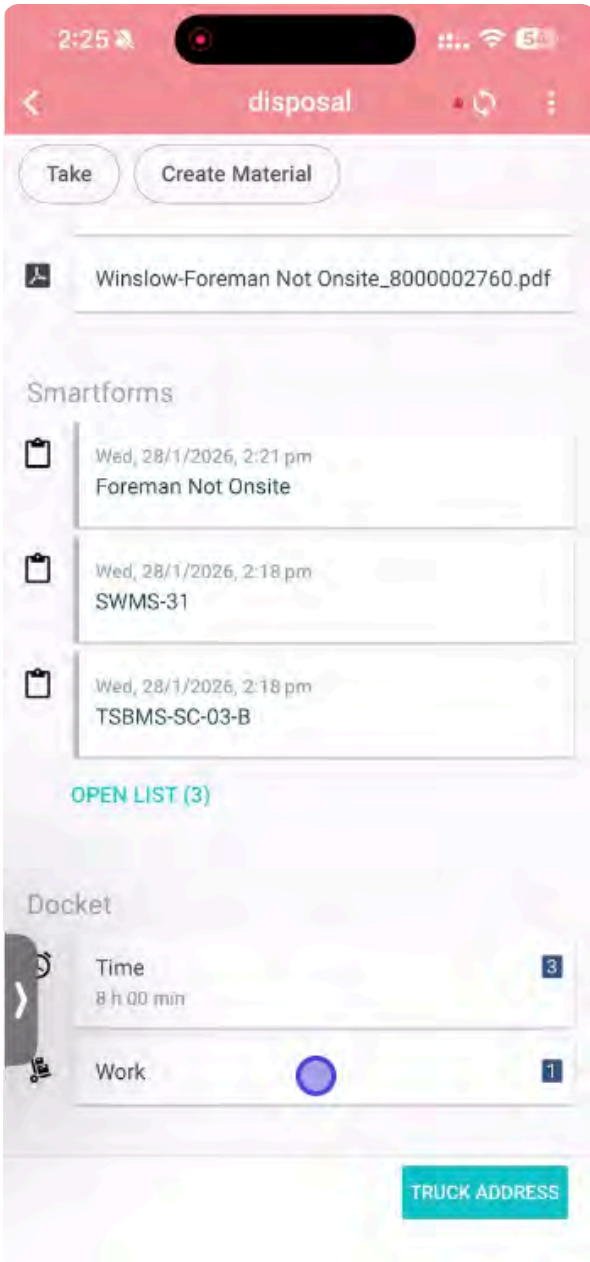 2:25
54
disposal
Take
Create Material
Winslow-Foreman Not Onsite_8000002760.pdf
Smartforms
Wed, 28/1/2026, 2:21 pm
Foreman Not Onsite
Wed, 28/1/2026, 2:18 pm
SWMS-31
Wed, 28/1/2026, 2:18 pm
TSBMS-SC-03-B
OPEN LIST (3)
Docket
Time
3
8 h 00 min
Work
1
TRUCK ADDRESS